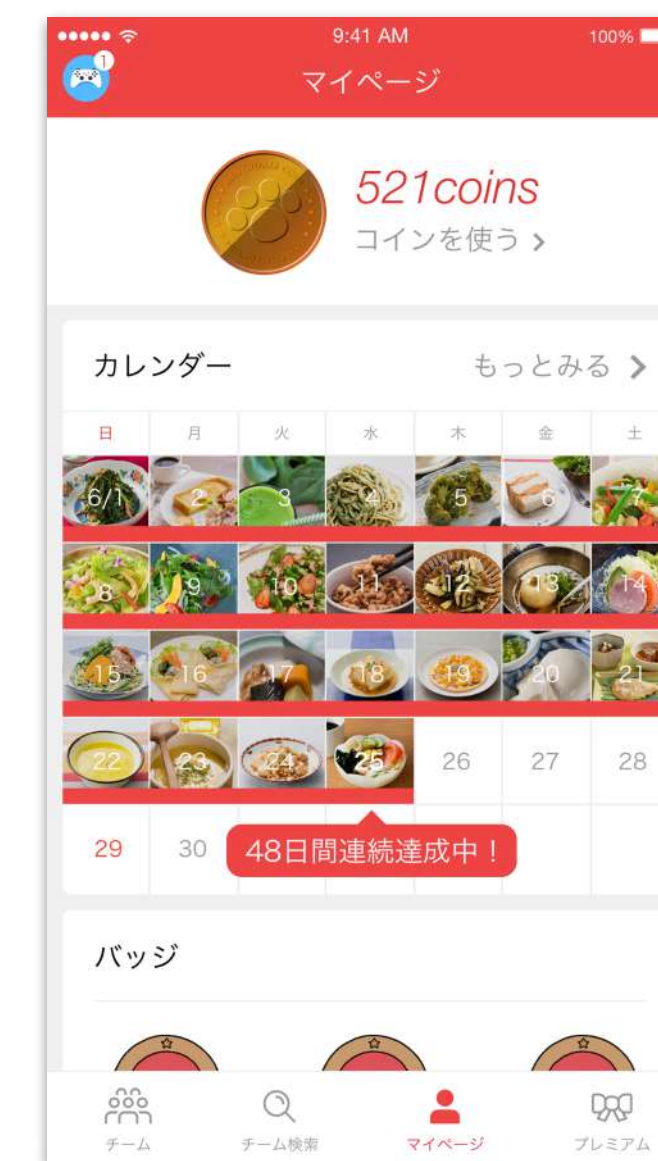 9:41 AM
100%
1
マイページ
521coins
コインを使う
カレンダー
もっとみる
日 月 火 水 木 金 土
6/1 2 3 4 5 6 7
8 9 10 11 12 13 14
15 16 17 18 19 20 21
22 23 24 25 26 27 28
29 30
48日間連続達成中！
バッジ
チーム チーム検索 マイページ プレミアム